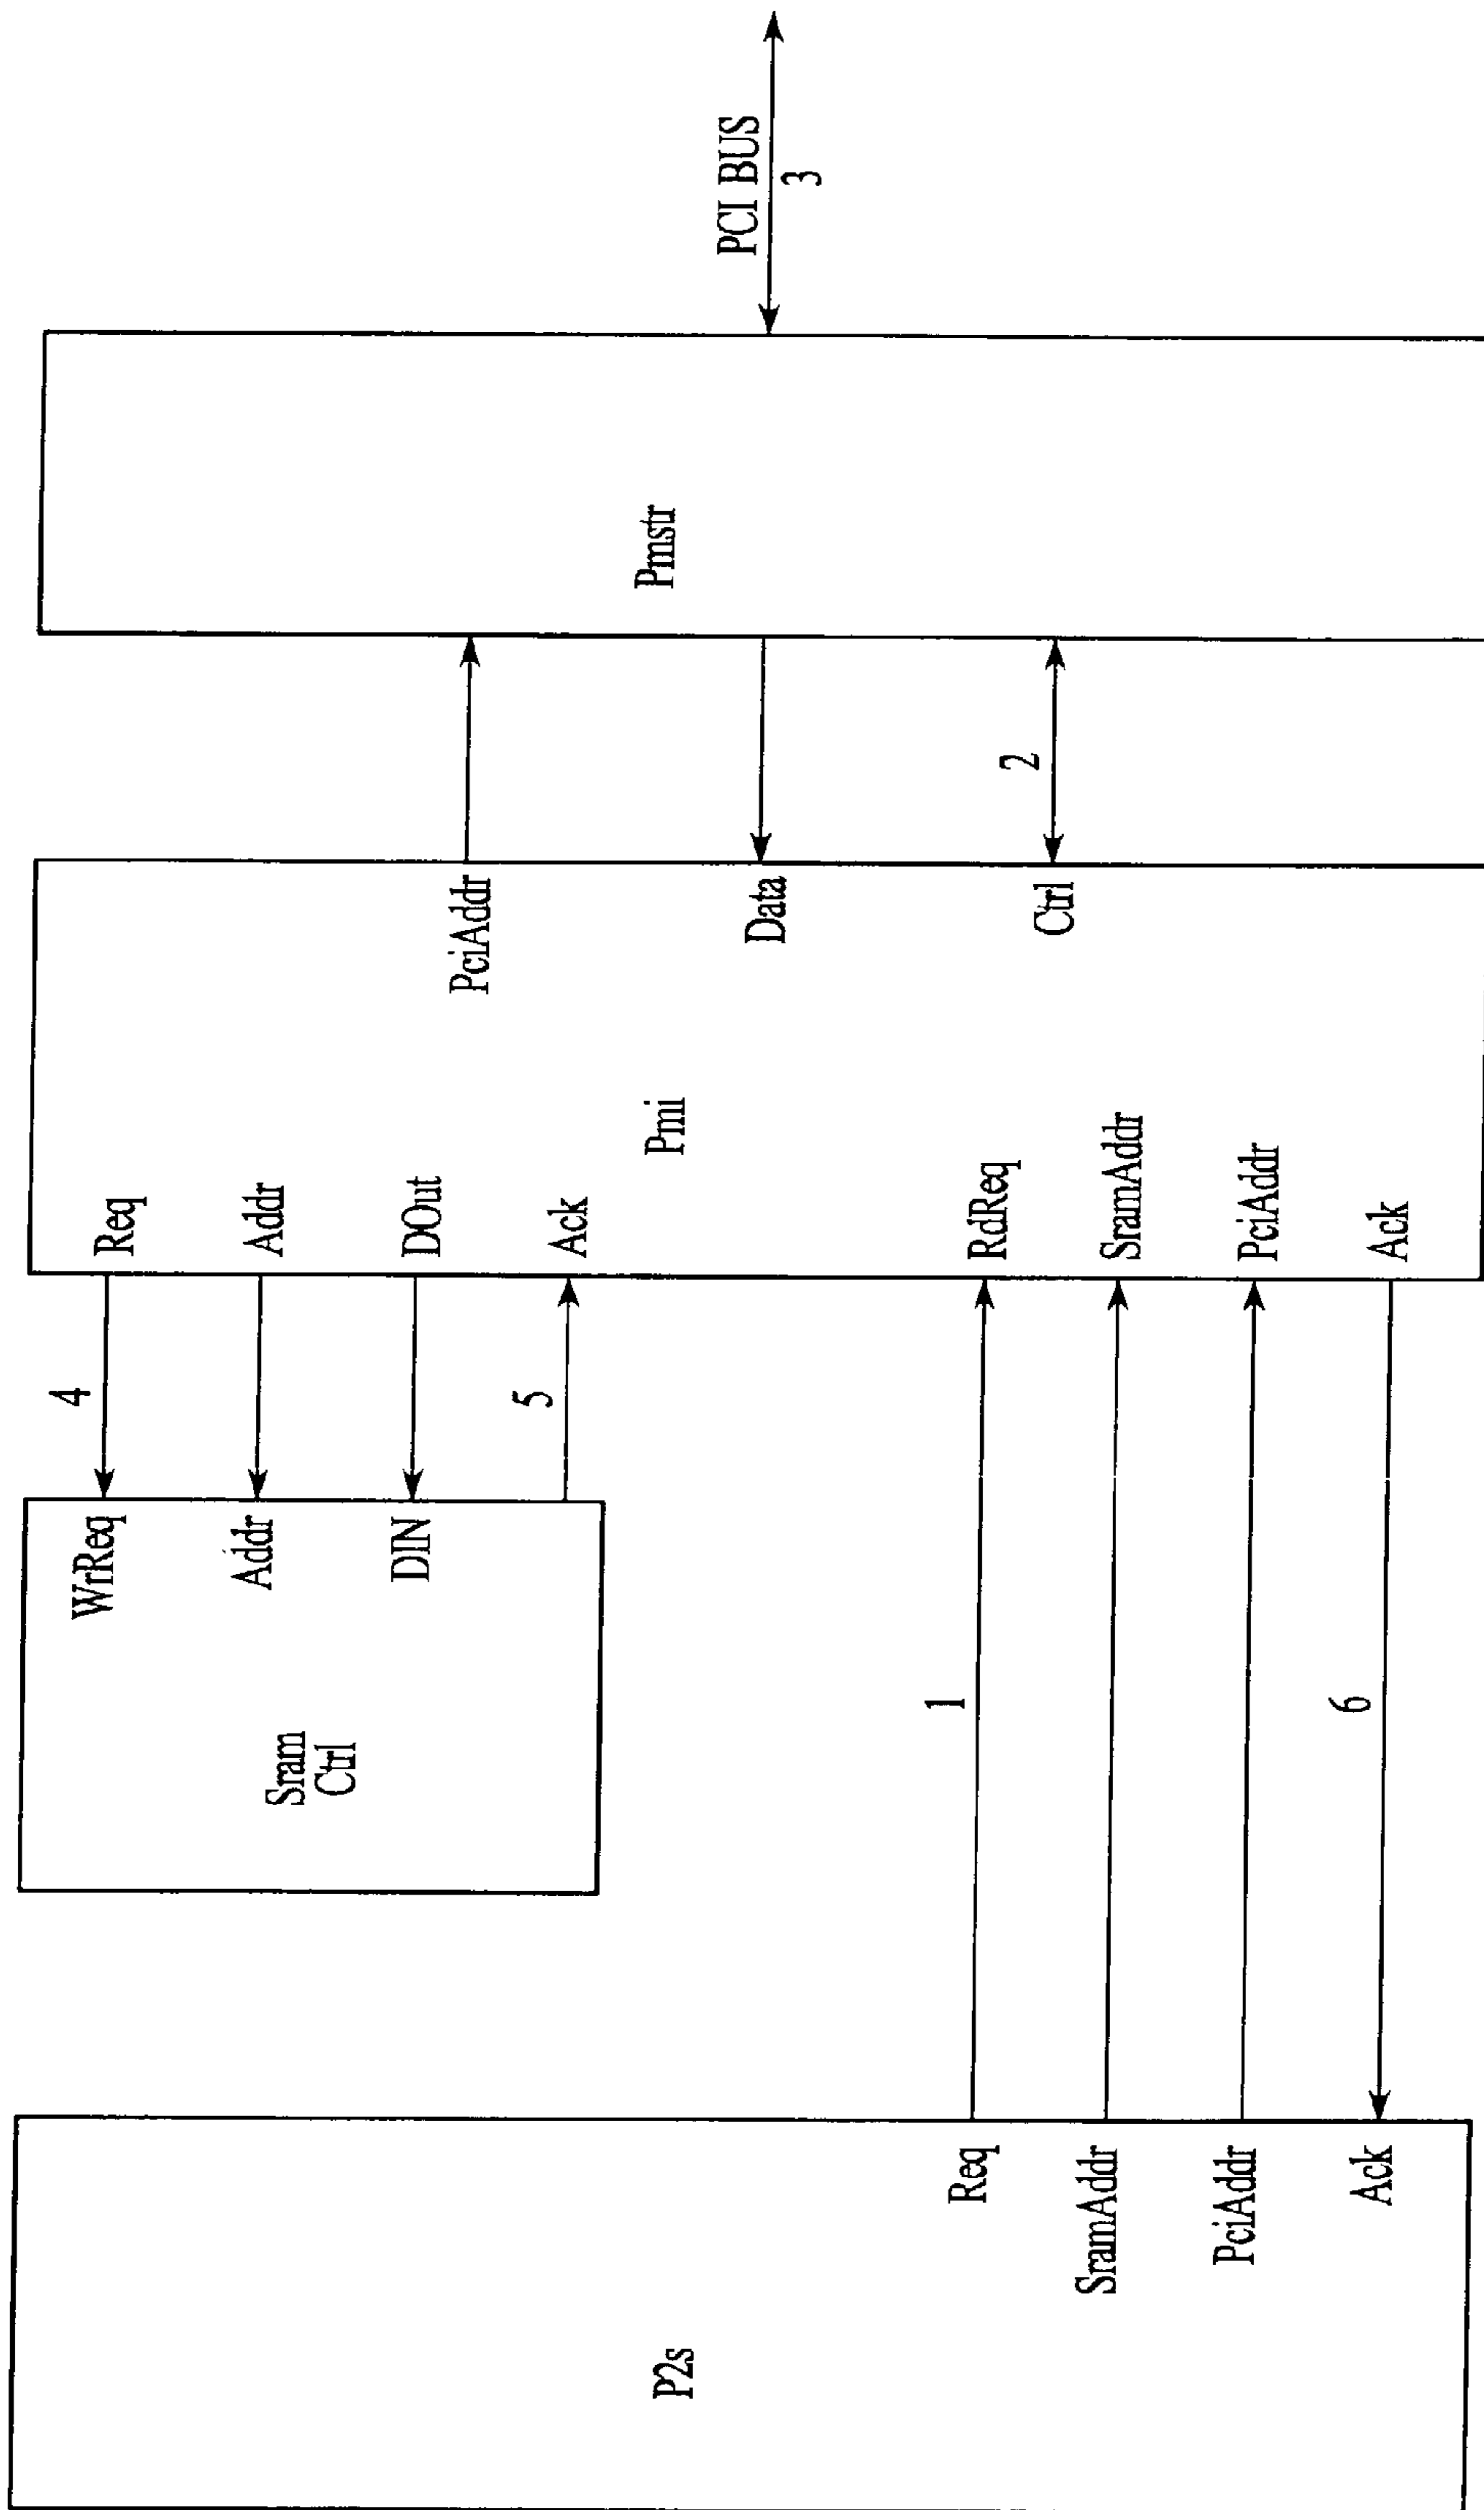 P2s
Req
SramAddr
PciAddr
Ack
Sram
Ctrl
WrReq
Addr
DIN
4
5
1
6
Req
Addr
DOut
Ack
Pmi
RdReq
SramAddr
PciAddr
Ack
PciAddr
Data
Ctrl
2
Pmstr
PCI BUS
3